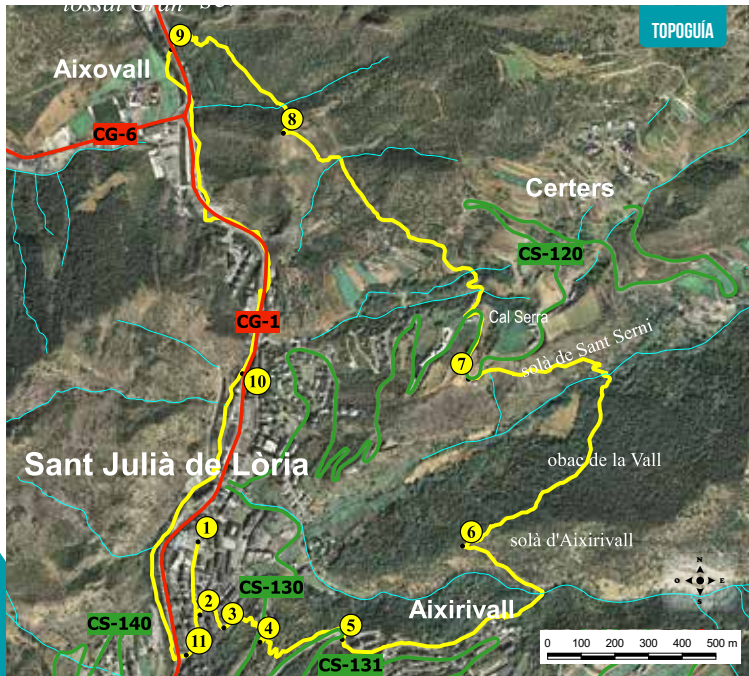 lossal Gran
TOPOGUÍA
9
Aixovall
CG-6
8
Certers
CS-120
Cal Serra
CG-1
7
solà de Sant Serni
10
Sant Julià de Lòria
obac de la Vall
1
6
solà d'Aixirivall
N
O E
S
CS-130
Aixirivall
2
3
CS-140
4
5
11
CS-131
0 100 200 300 400 500 m